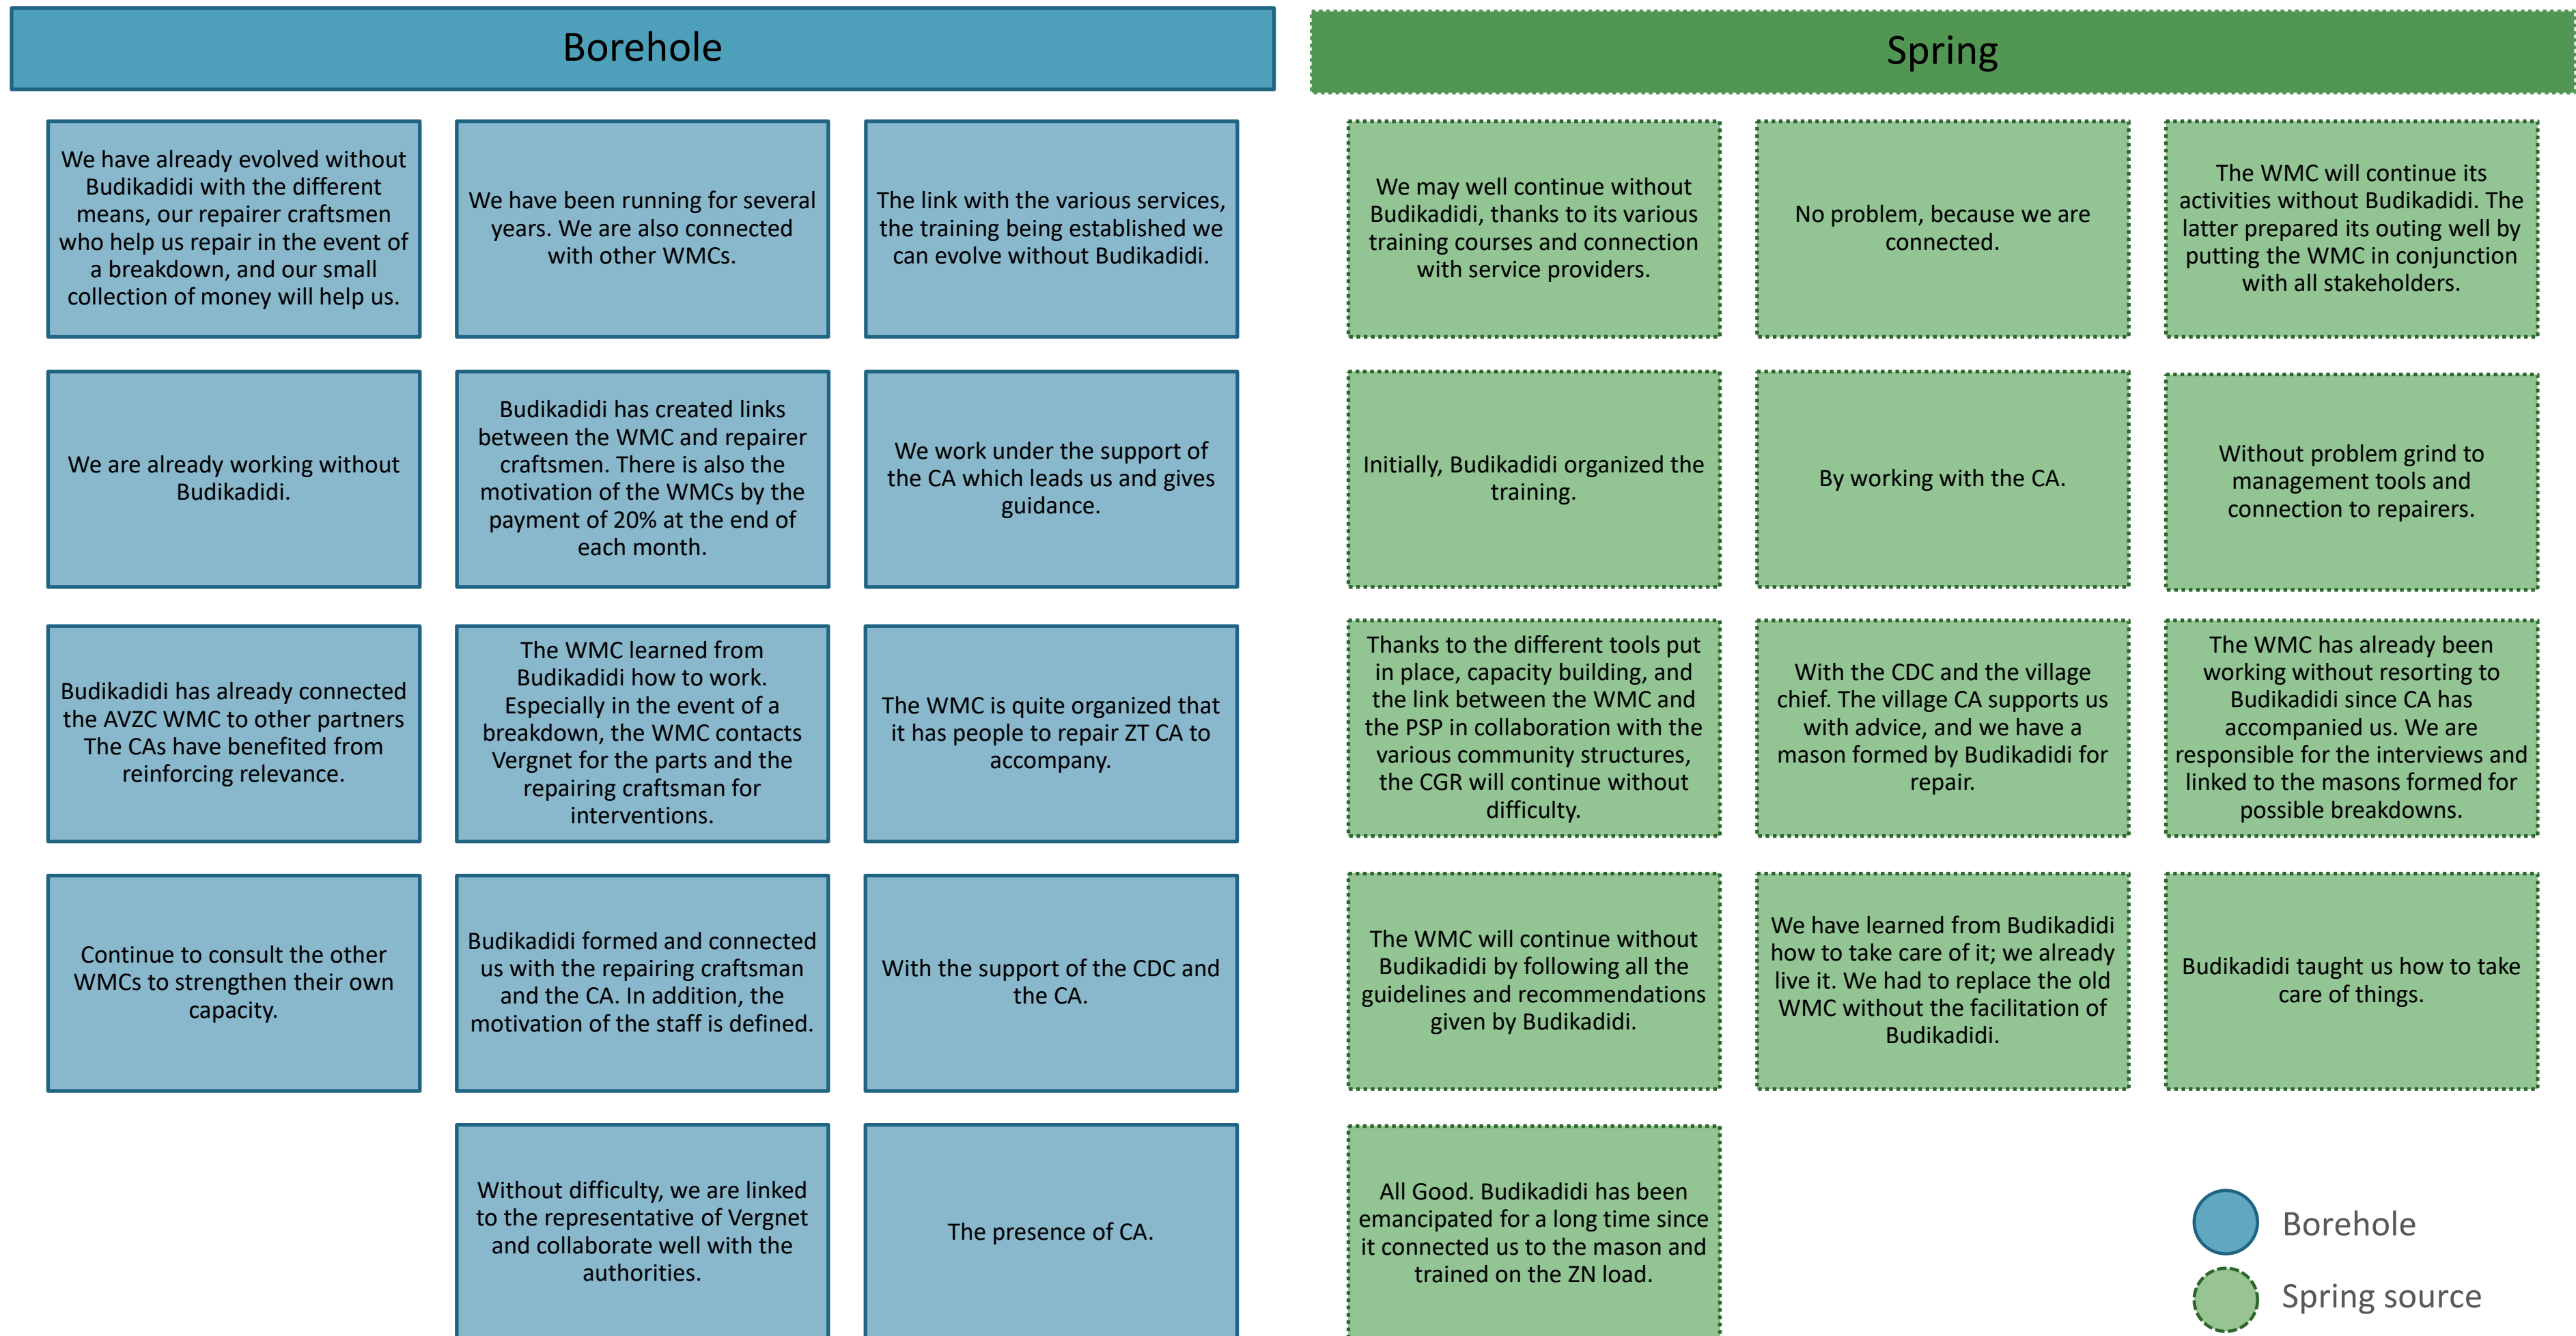 Borehole
We have already evolved without
Budikadidi with the different
means, our repairer craftsmen
who help us repair in the event of
a breakdown, and our small
collection of money will help us.
We have been running for several
years. We are also connected
with other WMCs.
The link with the various services,
the training being established we
can evolve without Budikadidi.
We are already working without
Budikadidi.
Budikadidi has created links
between the WMC and repairer
craftsmen. There is also the
motivation of the WMCs by the
payment of 20% at the end of
each month.
We work under the support of
the CA which leads us and gives
guidance.
Budikadidi has already connected
the AVZC WMC to other partners
The CAs have benefited from
reinforcing relevance.
The WMC learned from
Budikadidi how to work.
Especially in the event of a
breakdown, the WMC contacts
Vergnet for the parts and the
repairing craftsman for
interventions.
The WMC is quite organized that
it has people to repair ZT CA to
accompany.
Continue to consult the other
WMCs to strengthen their own
capacity.
Budikadidi formed and connected
us with the repairing craftsman
and the CA. In addition, the
motivation of the staff is defined.
With the support of the CDC and
the CA.
Without difficulty, we are linked
to the representative of Vergnet
and collaborate well with the
authorities.
The presence of CA.
Spring
We may well continue without
Budikadidi, thanks to its various
training courses and connection
with service providers.
No problem, because we are
connected.
The WMC will continue its
activities without Budikadidi. The
latter prepared its outing well by
putting the WMC in conjunction
with all stakeholders.
Initially, Budikadidi organized the
training.
By working with the CA.
Without problem grind to
management tools and
connection to repairers.
Thanks to the different tools put
in place, capacity building, and
the link between the WMC and
the PSP in collaboration with the
various community structures,
the CGR will continue without
difficulty.
With the CDC and the village
chief. The village CA supports us
with advice, and we have a
mason formed by Budikadidi for
repair.
The WMC has already been
working without resorting to
Budikadidi since CA has
accompanied us. We are
responsible for the interviews and
linked to the masons formed for
possible breakdowns.
The WMC will continue without
Budikadidi by following all the
guidelines and recommendations
given by Budikadidi.
We have learned from Budikadidi
how to take care of it; we already
live it. We had to replace the old
WMC without the facilitation of
Budikadidi.
Budikadidi taught us how to take
care of things.
All Good. Budikadidi has been
emancipated for a long time since
it connected us to the mason and
trained on the ZN load.
Borehole
Spring source